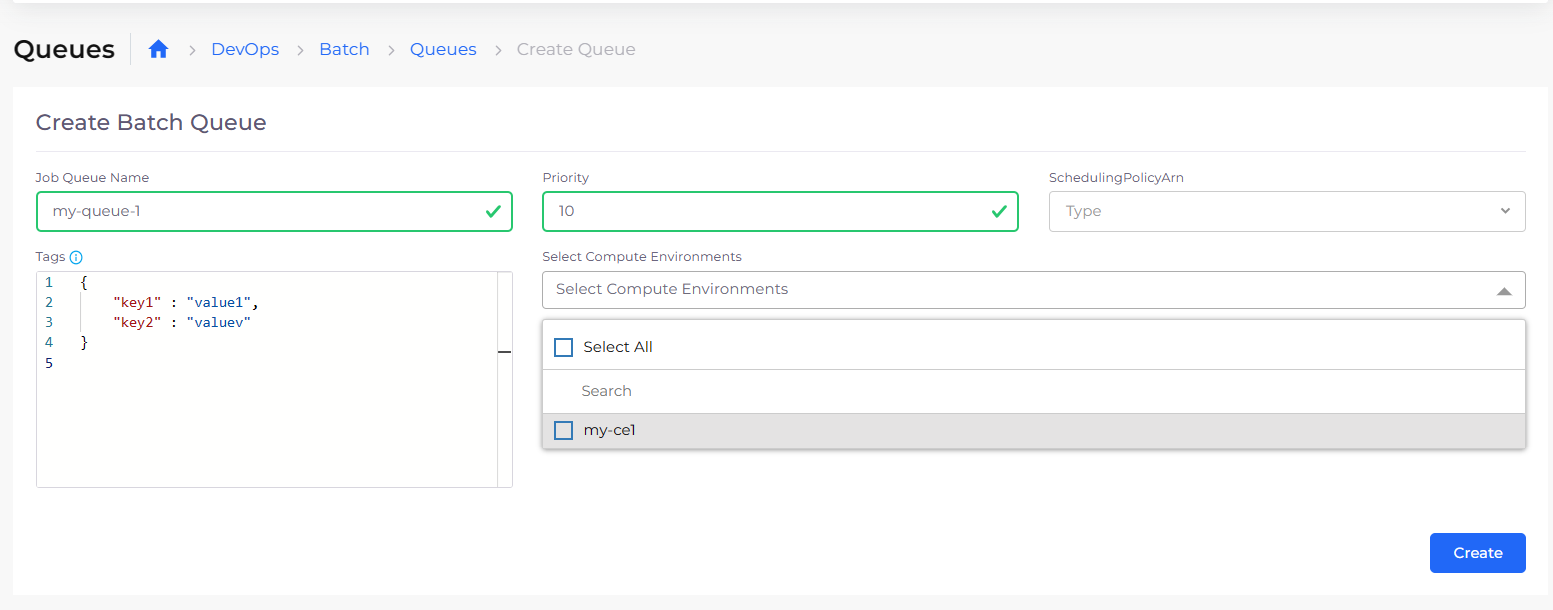 Queues > DevOps > Batch > Queues > Create Queue
Create Batch Queue
Job Queue Name
my-queue-1
Priority
10
SchedulingPolicyArn
Type
Tags
1 {
2 "key1" : "value1",
3 "key2" : "valuev"
4 }
5
Select Compute Environments
Select Compute Environments
Select All
Search
my-ce1
Create